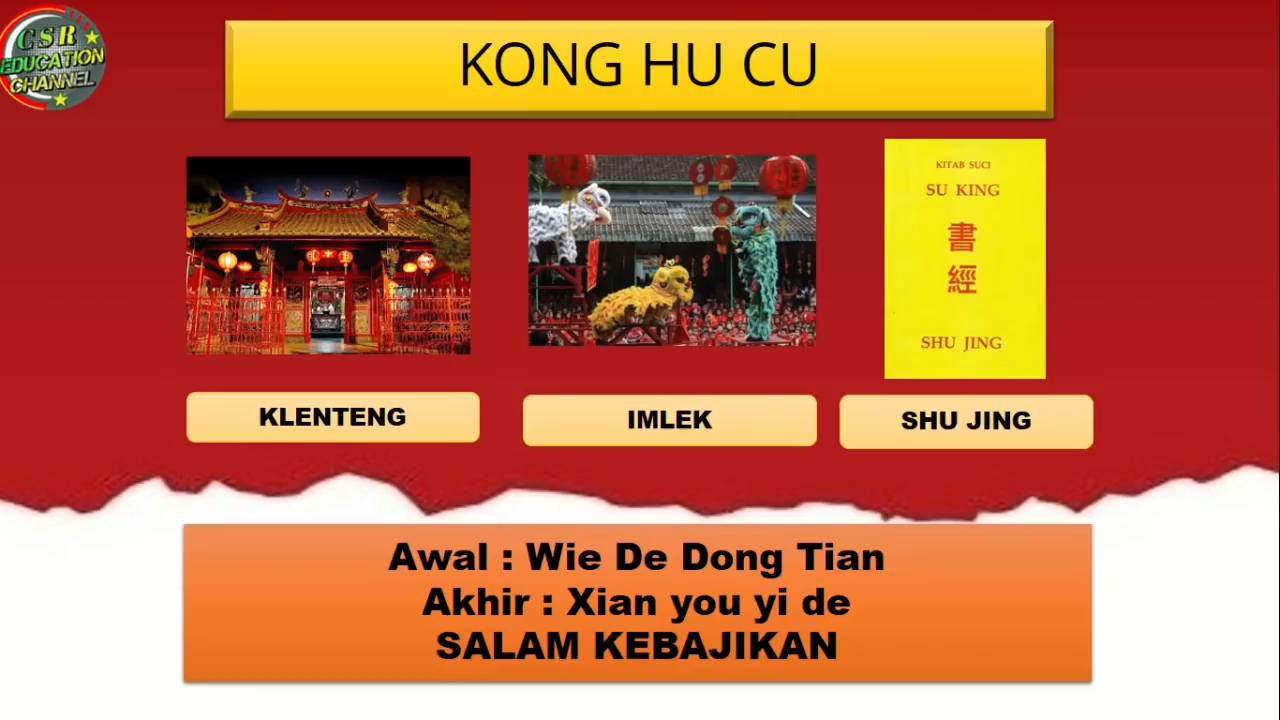 CSR
EDUCATION
CHANNEL
KONG HU CU
KITAB SUCI
SU KING
書
經
SHU JING
KLENTENG
IMLEK
SHU JING
Awal : Wie De Dong Tian
Akhir : Xian you yi de
SALAM KEBAJIKAN